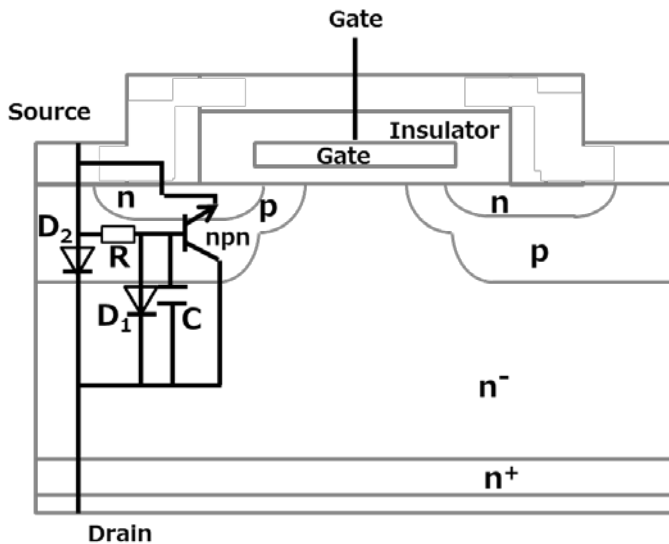 Gate
Source
Insulator
Gate
n
p
n
D₂
npn
R
p
D₁
C
n⁻
n⁺
Drain